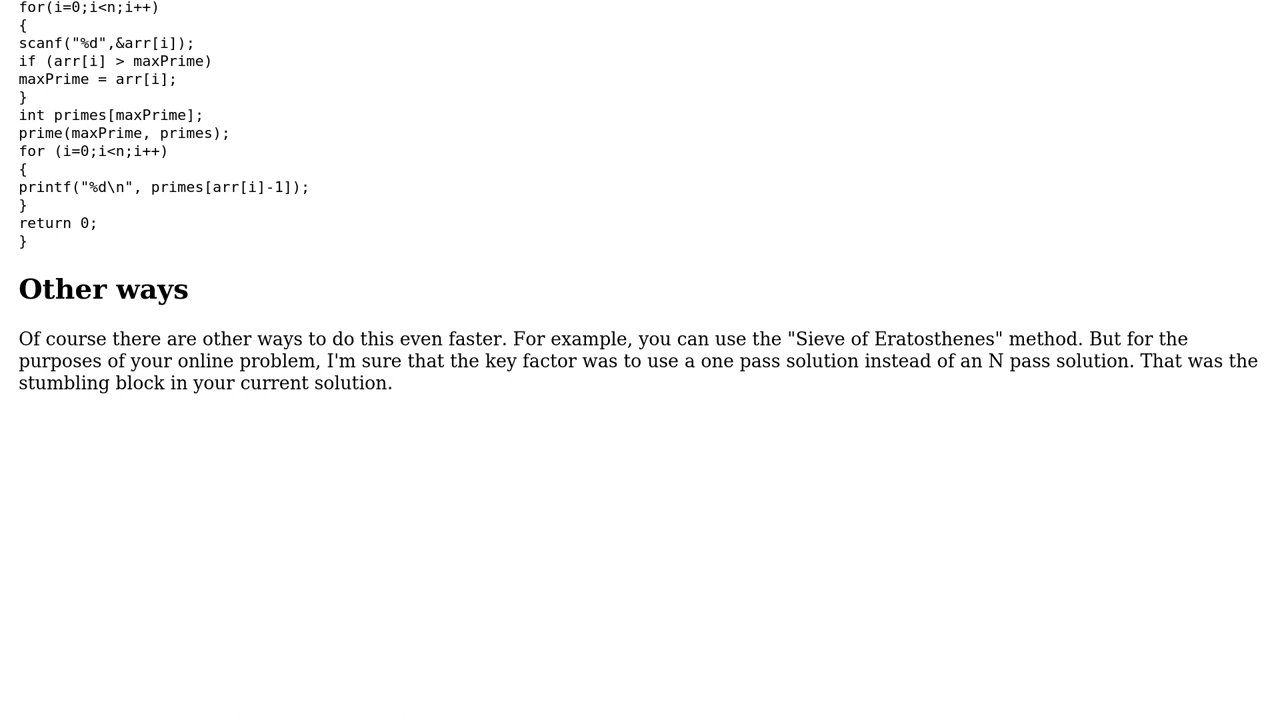 for(i=0;i<n;i++)
{
scanf("%d",&arr[i]);
if (arr[i] > maxPrime)
maxPrime = arr[i];
}
int primes[maxPrime];
prime(maxPrime, primes);
for (i=0;i<n;i++)
{
printf("%d\n", primes[arr[i]-1]);
}
return 0;
}
Other ways
Of course there are other ways to do this even faster. For example, you can use the "Sieve of Eratosthenes" method. But for the
purposes of your online problem, I'm sure that the key factor was to use a one pass solution instead of an N pass solution. That was the
stumbling block in your current solution.